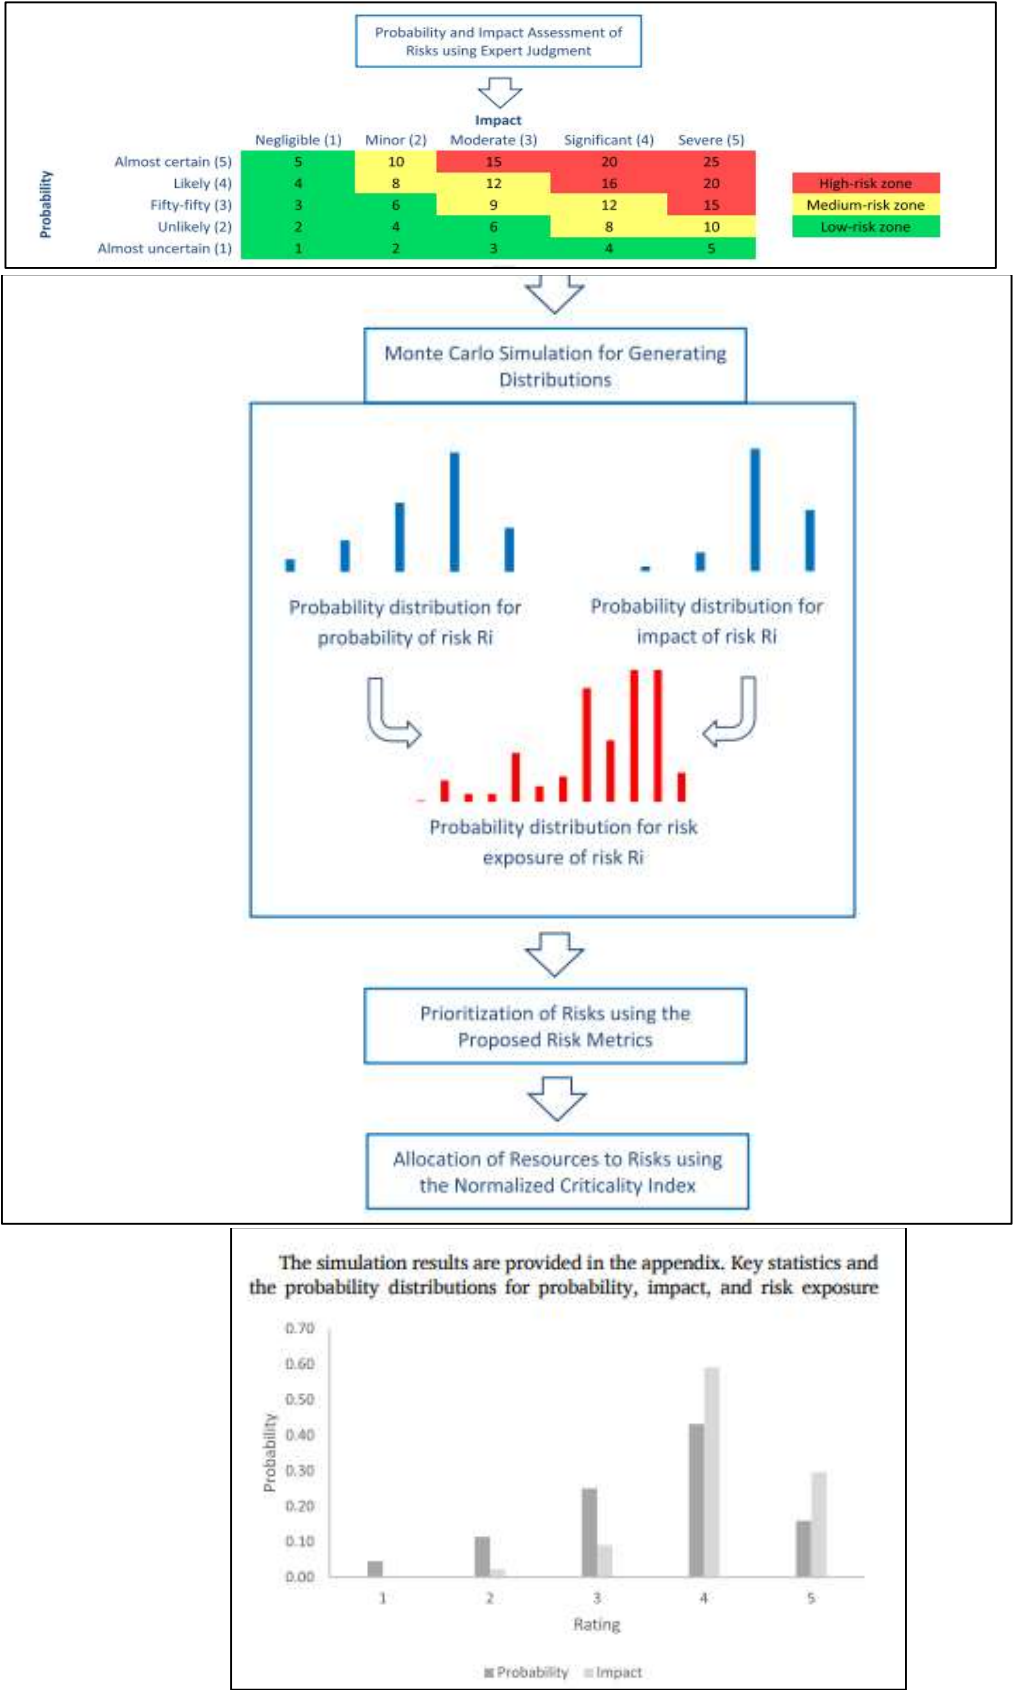 Probability and Impact Assessment of
Risks using Expert Judgment
Impact
Negligible (1) Minor (2) Moderate (3) Significant (4) Severe (5)
Probability
Almost certain (5) 5 10 15 20 25
Likely (4) 4 8 12 16 20 High-risk zone
Fifty-fifty (3) 3 6 9 12 15 Medium-risk zone
Unlikely (2) 2 4 6 8 10 Low-risk zone
Almost uncertain (1) 1 2 3 4 5
Monte Carlo Simulation for Generating
Distributions
Probability distribution for
probability of risk Ri
Probability distribution for
impact of risk Ri
Probability distribution for risk
exposure of risk Ri
Prioritization of Risks using the
Proposed Risk Metrics
Allocation of Resources to Risks using
the Normalized Criticality Index
The simulation results are provided in the appendix. Key statistics and
the probability distributions for probability, impact, and risk exposure
0.70
0.60
0.50
0.40
0.30
0.20
0.10
0.00
Probability
1 2 3 4 5
Rating
Probability Impact